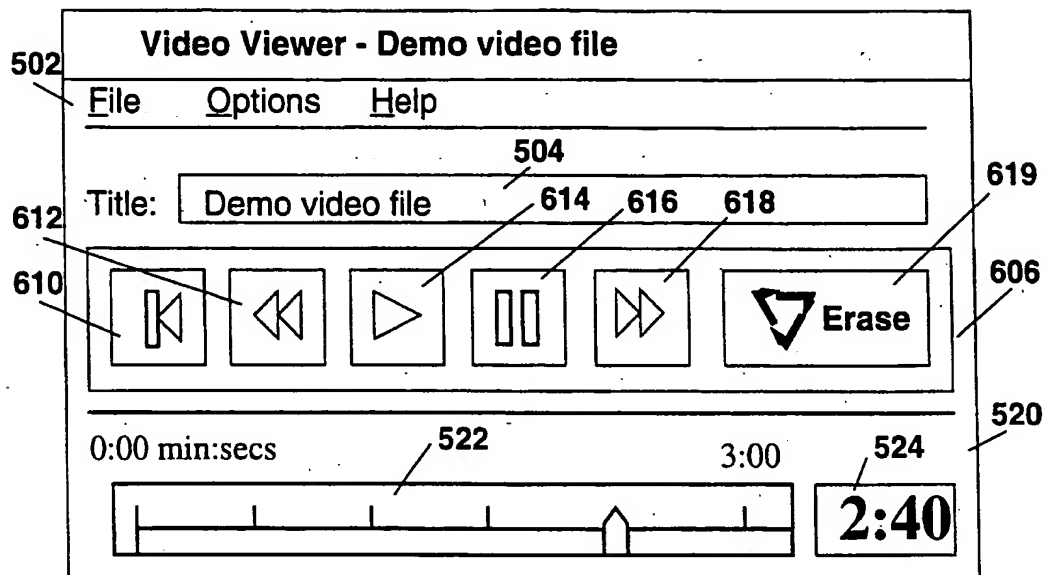 Video Viewer - Demo video file
502
File Options Help
504
619
Title: Demo video file 614 616 618
612
610
606
Erase
520
0:00 min:secs 522 3:00 524
2:40